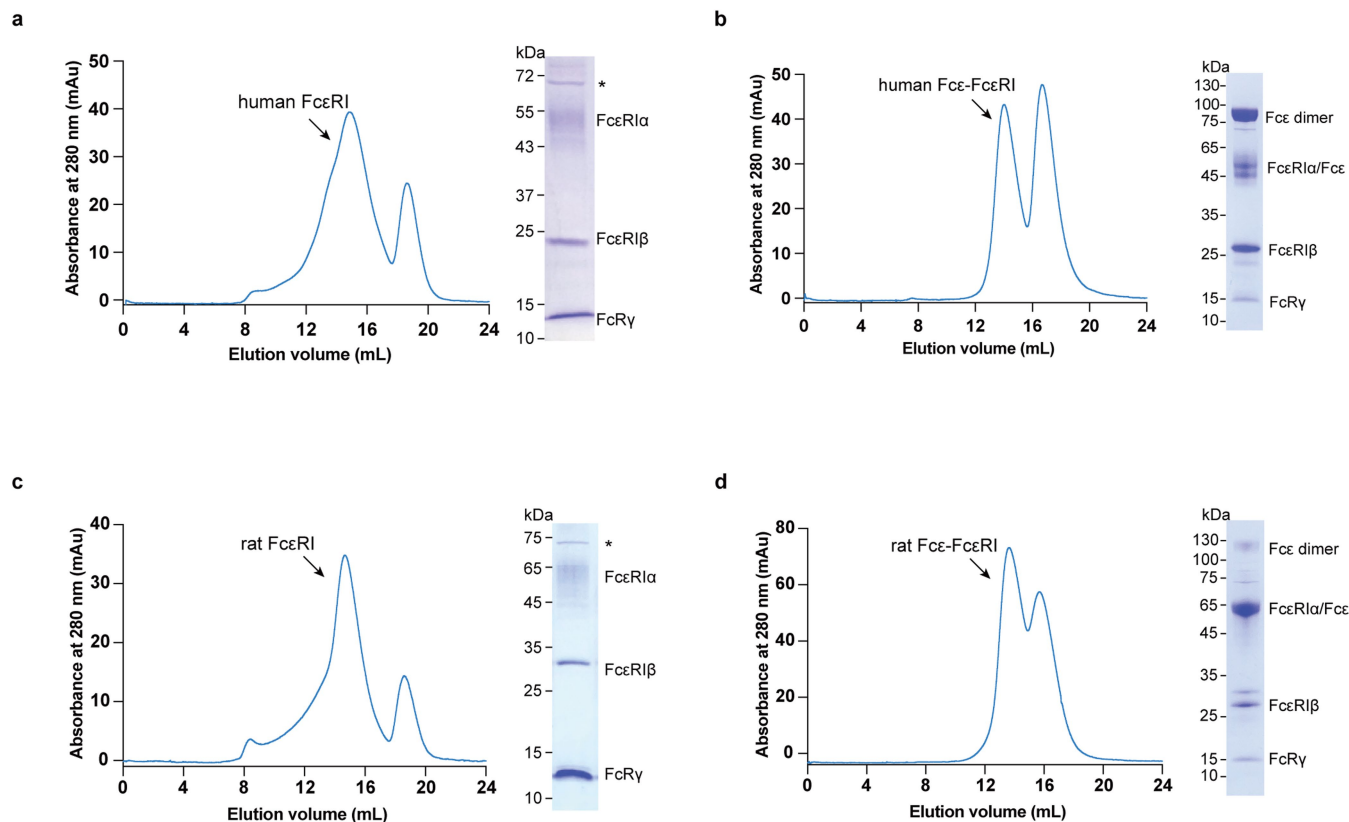 a
Absorbance at 280 nm (mAu)
50
40
30
20
10
0
0 4 8 12 16 20 24
Elution volume (mL)
human FcεRI
kDa
72
55
43
37
25
15
10
*
FcεRIα
FcεRIβ
FcRγ
b
Absorbance at 280 nm (mAu)
50
40
30
20
10
0
0 4 8 12 16 20 24
Elution volume (mL)
human Fcε-FcεRI
kDa
130
100
75
65
45
35
25
15
10
Fcε dimer
FcεRIα/Fcε
FcεRIβ
FcRγ
c
Absorbance at 280 nm (mAu)
40
30
20
10
0
0 4 8 12 16 20 24
Elution volume (mL)
rat FcεRI
kDa
75
65
45
35
25
15
10
*
FcεRIα
FcεRIβ
FcRγ
d
Absorbance at 280 nm (mAu)
80
60
40
20
0
0 4 8 12 16 20 24
Elution volume (mL)
rat Fcε-FcεRI
kDa
130
100
75
65
45
35
25
15
10
Fcε dimer
FcεRIα/Fcε
FcεRIβ
FcRγ